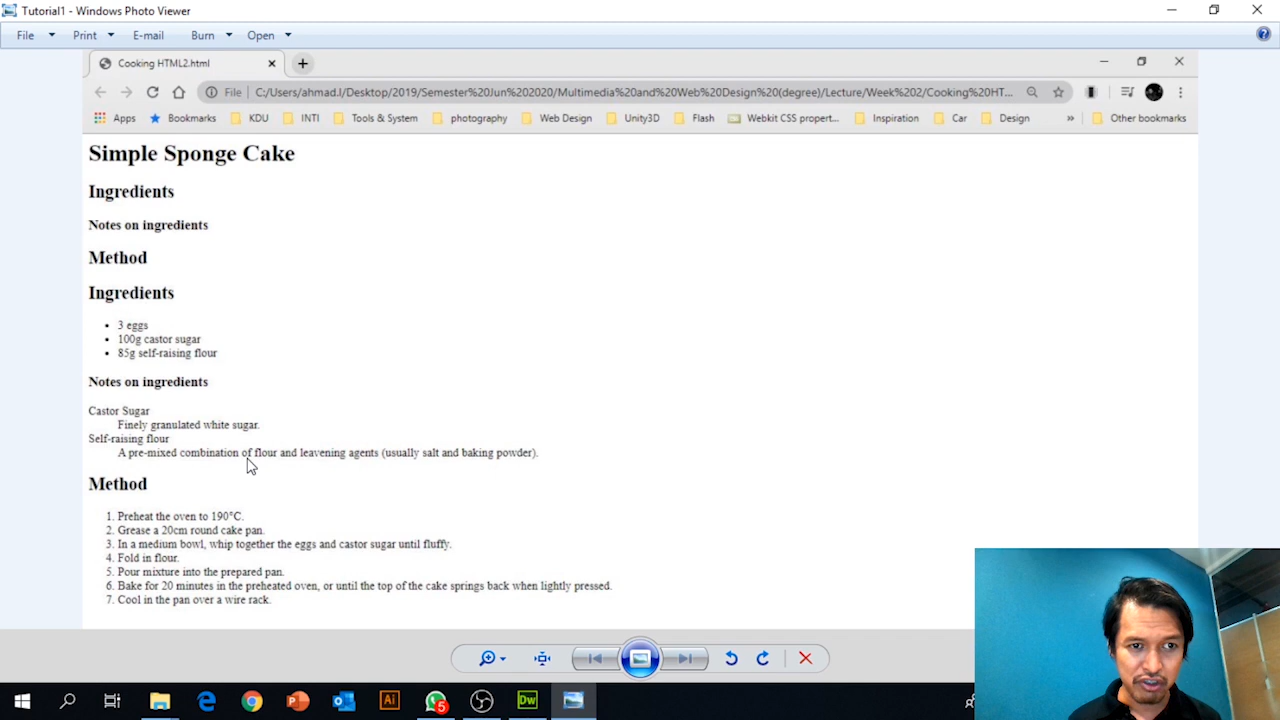 Tutorial1 - Windows Photo Viewer
File Print E-mail Burn Open
Cooking HTML2.html
File C:/Users/ahmad.l/Desktop/2019/Semester%20Jun%202020/Multimedia%20and%20Web%20Design%20(degree)/Lecture/Week%202/Cooking%20HT...
Apps Bookmarks KDU INTI Tools & System photography Web Design Unity3D Flash Webkit CSS propert... Inspiration Car Design » Other bookmarks
Simple Sponge Cake
Ingredients
Notes on ingredients
Method
Ingredients
• 3 eggs
• 100g castor sugar
• 85g self-raising flour
Notes on ingredients
Castor Sugar
Finely granulated white sugar.
Self-raising flour
A pre-mixed combination of flour and leavening agents (usually salt and baking powder).
Method
1. Preheat the oven to 190°C.
2. Grease a 20cm round cake pan.
3. In a medium bowl, whip together the eggs and castor sugar until fluffy.
4. Fold in flour.
5. Pour mixture into the prepared pan.
6. Bake for 20 minutes in the preheated oven, or until the top of the cake springs back when lightly pressed.
7. Cool in the pan over a wire rack.
Ai
5
Dw